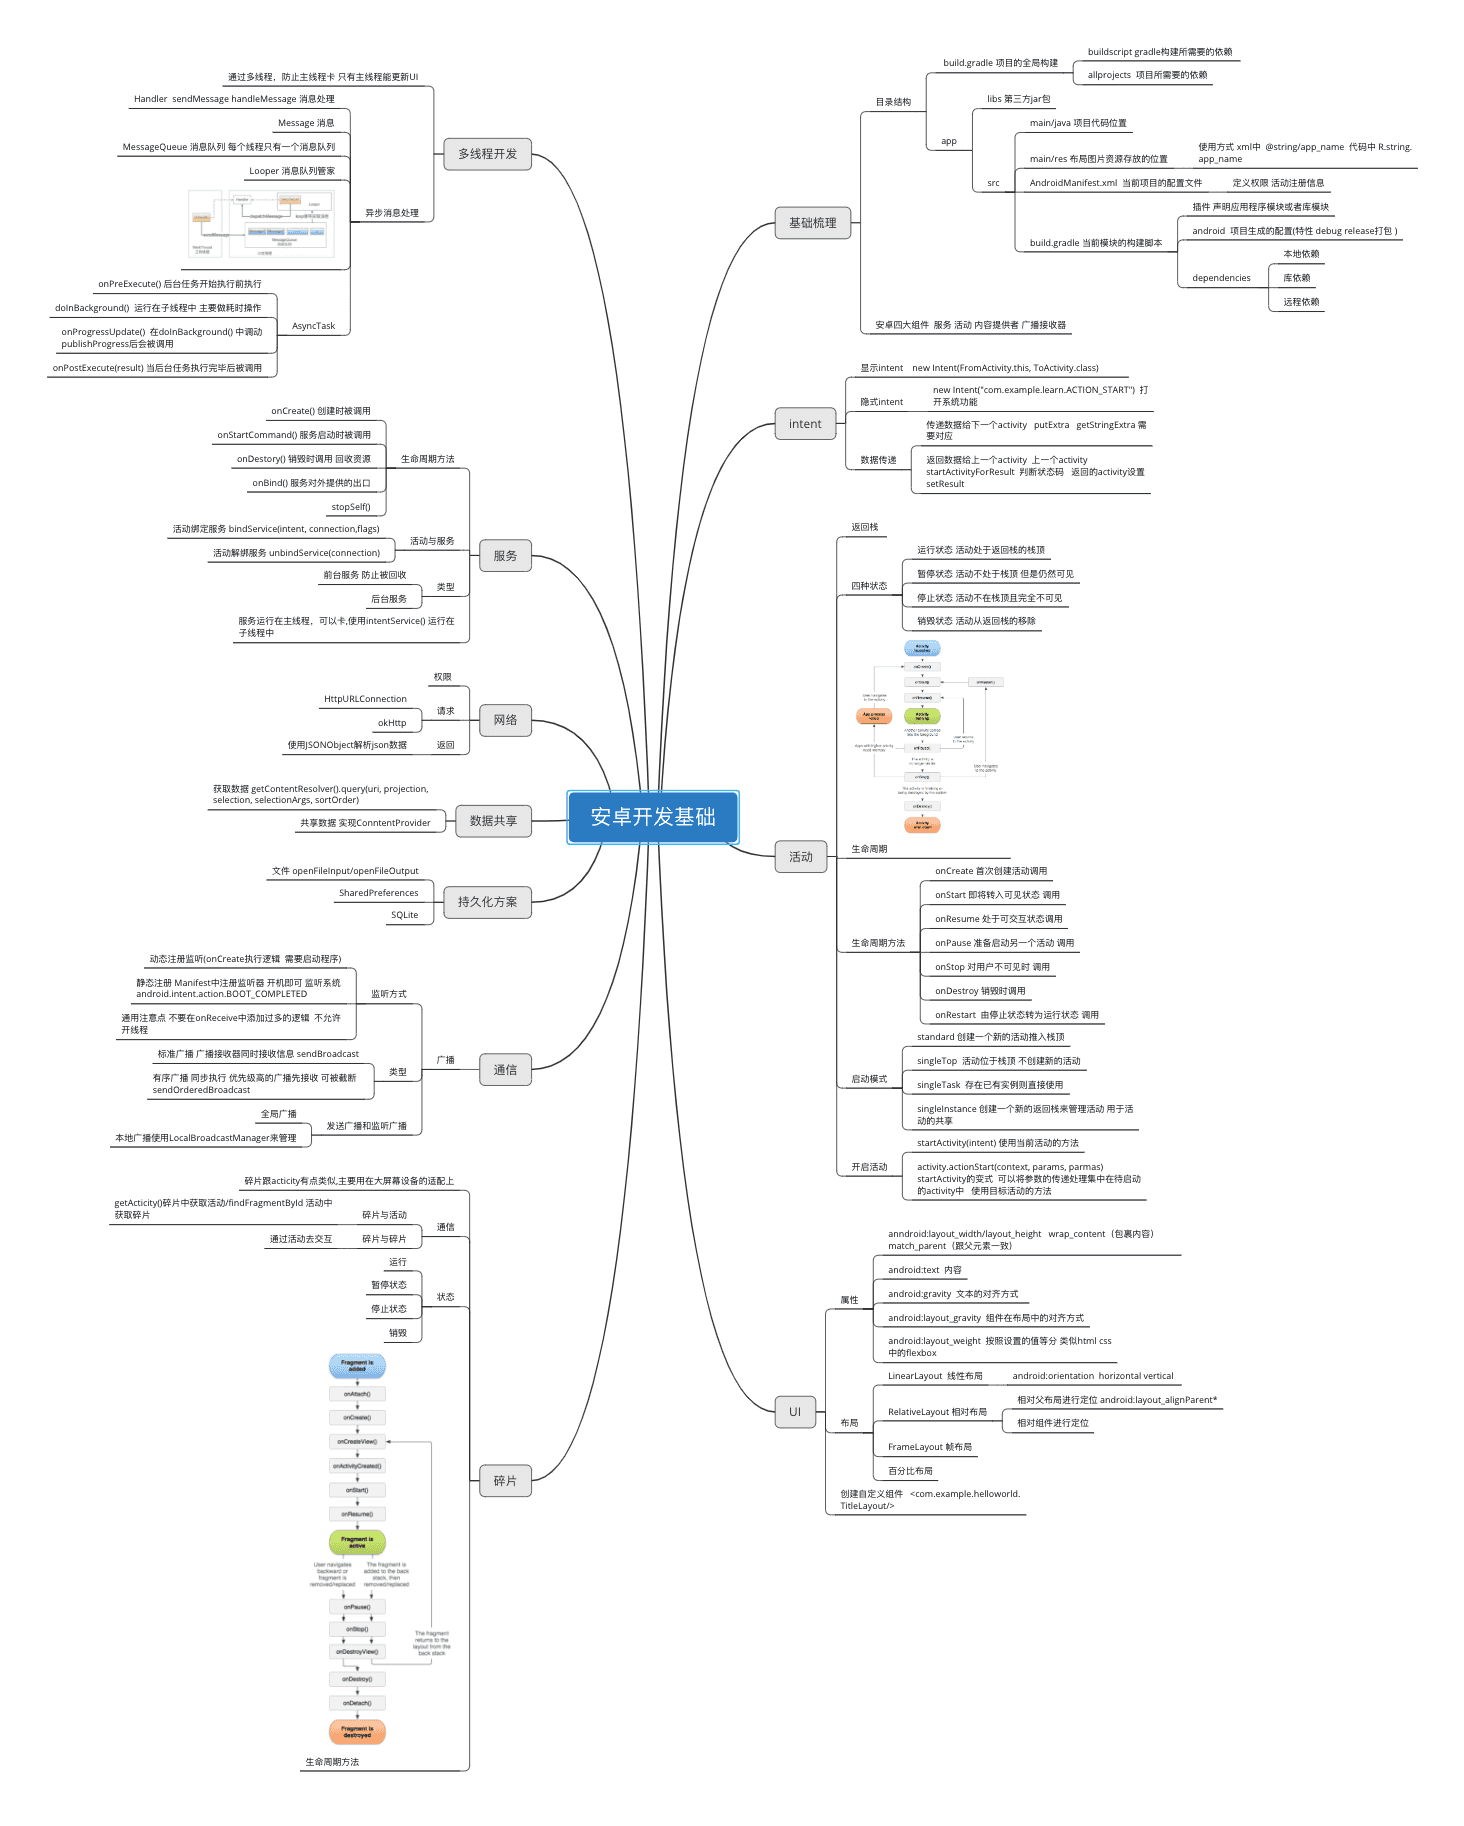 安卓开发基础
基础梳理
目录结构
build.gradle 项目的全局构建
buildscript gradle构建所需要的依赖
allprojects 项目所需要的依赖
app
libs 第三方jar包
src
main/java 项目代码位置
main/res 布局图片资源存放的位置
使用方式 xml中 @string/app_name 代码中 R.string.
app_name
AndroidManifest.xml 当前项目的配置文件
定义权限 活动注册信息
build.gradle 当前模块的构建脚本
插件 声明应用程序模块或者库模块
android 项目生成的配置(特性 debug release打包 )
dependencies
本地依赖
库依赖
远程依赖
安卓四大组件 服务 活动 内容提供者 广播接收器
intent
显示intent
new Intent(FromActivity.this, ToActivity.class)
隐式intent
new Intent("com.example.learn.ACTION_START") 打
开系统功能
数据传递
传递数据给下一个activity putExtra getStringExtra 需
要对应
返回数据给上一个activity 上一个activity
startActivityForResult 判断状态码 返回的activity设置
setResult
活动
返回栈
四种状态
运行状态 活动处于返回栈的栈顶
暂停状态 活动不处于栈顶 但是仍然可见
停止状态 活动不在栈顶且完全不可见
销毁状态 活动从返回栈的移除
Activity
launched
onCreate()
onStart()
onRestart()
onResume()
User navigates
to the activity
App process
killed
Activity
running
Another activity comes
into the foreground
User returns
to the activity
Apps with higher priority
need memory
onPause()
The activity is
no longer visible
User navigates
to the activity
onStop()
The activity is finishing or
being destroyed by the system
onDestroy()
Activity
shut down
生命周期
生命周期方法
onCreate 首次创建活动调用
onStart 即将转入可见状态 调用
onResume 处于可交互状态调用
onPause 准备启动另一个活动 调用
onStop 对用户不可见时 调用
onDestroy 销毁时调用
onRestart 由停止状态转为运行状态 调用
启动模式
standard 创建一个新的活动推入栈顶
singleTop 活动位于栈顶 不创建新的活动
singleTask 存在已有实例则直接使用
singleInstance 创建一个新的返回栈来管理活动 用于活
动的共享
开启活动
startActivity(intent) 使用当前活动的方法
activity.actionStart(context, params, parmas)
startActivity的变式 可以将参数的传递处理集中在待启动
的activity中 使用目标活动的方法
UI
属性
anndroid:layout_width/layout_height wrap_content（包裹内容）
match_parent（跟父元素一致）
android:text 内容
android:gravity 文本的对齐方式
android:layout_gravity 组件在布局中的对齐方式
android:layout_weight 按照设置的值等分 类似html css
中的flexbox
布局
LinearLayout 线性布局
android:orientation horizontal vertical
RelativeLayout 相对布局
相对父布局进行定位 android:layout_alignParent*
相对组件进行定位
FrameLayout 帧布局
百分比布局
创建自定义组件 <com.example.helloworld.
TitleLayout/>
多线程开发
通过多线程，防止主线程卡 只有主线程能更新UI
异步消息处理
Handler sendMessage handleMessage 消息处理
Message 消息
MessageQueue 消息队列 每个线程只有一个消息队列
Looper 消息队列管家
Handler
Looper
sendMessage
MessageQueue
AsyncTask
onPreExecute() 后台任务开始执行前执行
doInBackground() 运行在子线程中 主要做耗时操作
onProgressUpdate() 在doInBackground() 中调动
publishProgress后会被调用
onPostExecute(result) 当后台任务执行完毕后被调用
服务
生命周期方法
onCreate() 创建时被调用
onStartCommand() 服务启动时被调用
onDestory() 销毁时调用 回收资源
onBind() 服务对外提供的出口
stopSelf()
活动与服务
活动绑定服务 bindService(intent, connection,flags)
活动解绑服务 unbindService(connection)
类型
前台服务 防止被回收
后台服务
服务运行在主线程，可以卡,使用intentService() 运行在
子线程中
网络
权限
请求
HttpURLConnection
okHttp
返回
使用JSONObject解析json数据
数据共享
获取数据 getContentResolver().query(uri, projection,
selection, selectionArgs, sortOrder)
共享数据 实现ConntentProvider
持久化方案
文件 openFileInput/openFileOutput
SharedPreferences
SQLite
通信
广播
监听方式
动态注册监听(onCreate执行逻辑 需要启动程序)
静态注册 Manifest中注册监听器 开机即可 监听系统
android.intent.action.BOOT_COMPLETED
通用注意点 不要在onReceive中添加过多的逻辑 不允许
开线程
类型
标准广播 广播接收器同时接收信息 sendBroadcast
有序广播 同步执行 优先级高的广播先接收 可被截断
sendOrderedBroadcast
发送广播和监听广播
全局广播
本地广播使用LocalBroadcastManager来管理
碎片
碎片跟acticity有点类似,主要用在大屏幕设备的适配上
通信
碎片与活动
getActicity()碎片中获取活动/findFragmentById 活动中
获取碎片
碎片与碎片
通过活动去交互
状态
运行
暂停状态
停止状态
销毁
Fragment is
added
onAttach()
onCreate()
onCreateView()
onActivityCreated()
onStart()
onResume()
Fragment is
active
User navigates
backward or
fragment is
removed/replaced
The fragment is
added to the back
stack, then
removed/replaced
onPause()
onStop()
onDestroyView()
The fragment
returns to the
layout from the
back stack
onDestroy()
onDetach()
Fragment is
destroyed
生命周期方法